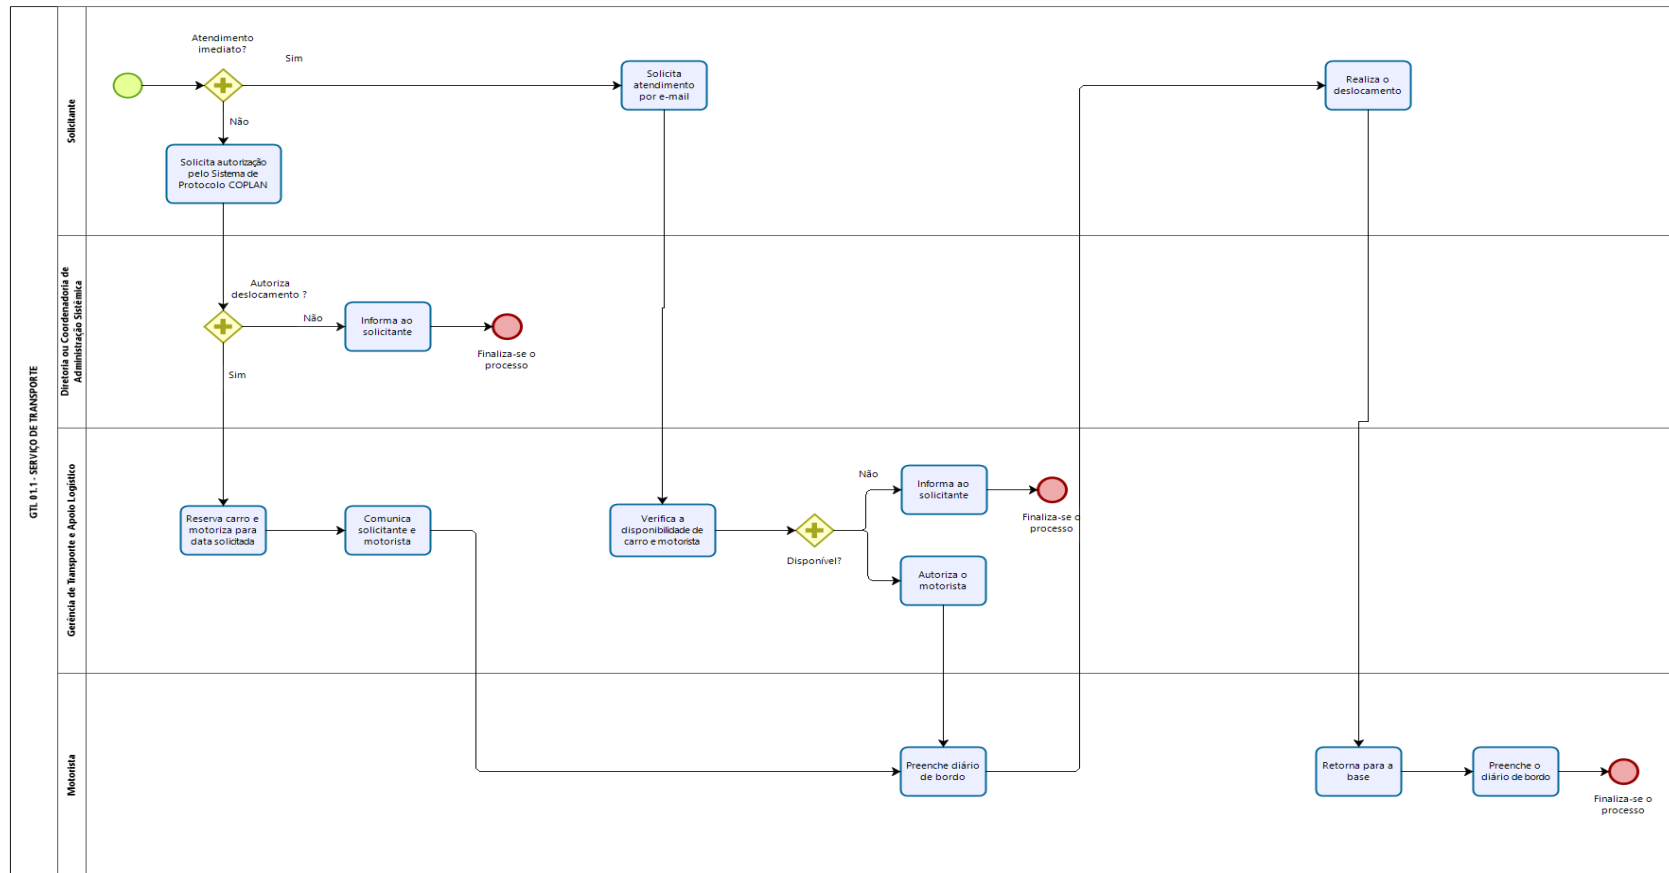 GTL 01.1 - SERVIÇO DE TRANSPORTE
Solicitante
Atendimento
imediato?
Sim
Não
Solicita autorização
pelo Sistema de
Protocolo COPLAN
Solicita
atendimento
por e-mail
Realiza o
deslocamento
Diretoria ou Coordenadoria de
Administração Sistêmica
Autoriza
deslocamento ?
Não
Sim
Informa ao
solicitante
Finaliza-se o
processo
Gerência de Transporte e Apoio Logístico
Reserva carro e
motoriza para
data solicitada
Comunica
solicitante e
motorista
Verifica a
disponibilidade de
carro e motorista
Disponível?
Não
Informa ao
solicitante
Finaliza-se o
processo
Autoriza o
motorista
Motorista
Preenche diário
de bordo
Retorna para a
base
Preenche o
diário de bordo
Finaliza-se o
processo